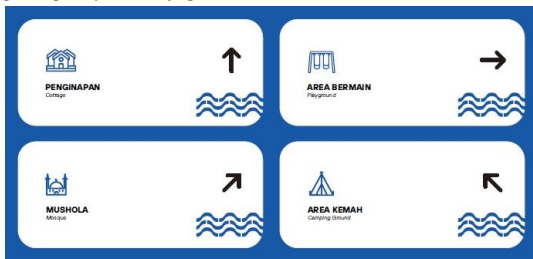 PENGINAPAN
Cottage
AREA BERMAIN
Playground
MUSHOLA
Mosque
AREA KEMAH
Camping Ground